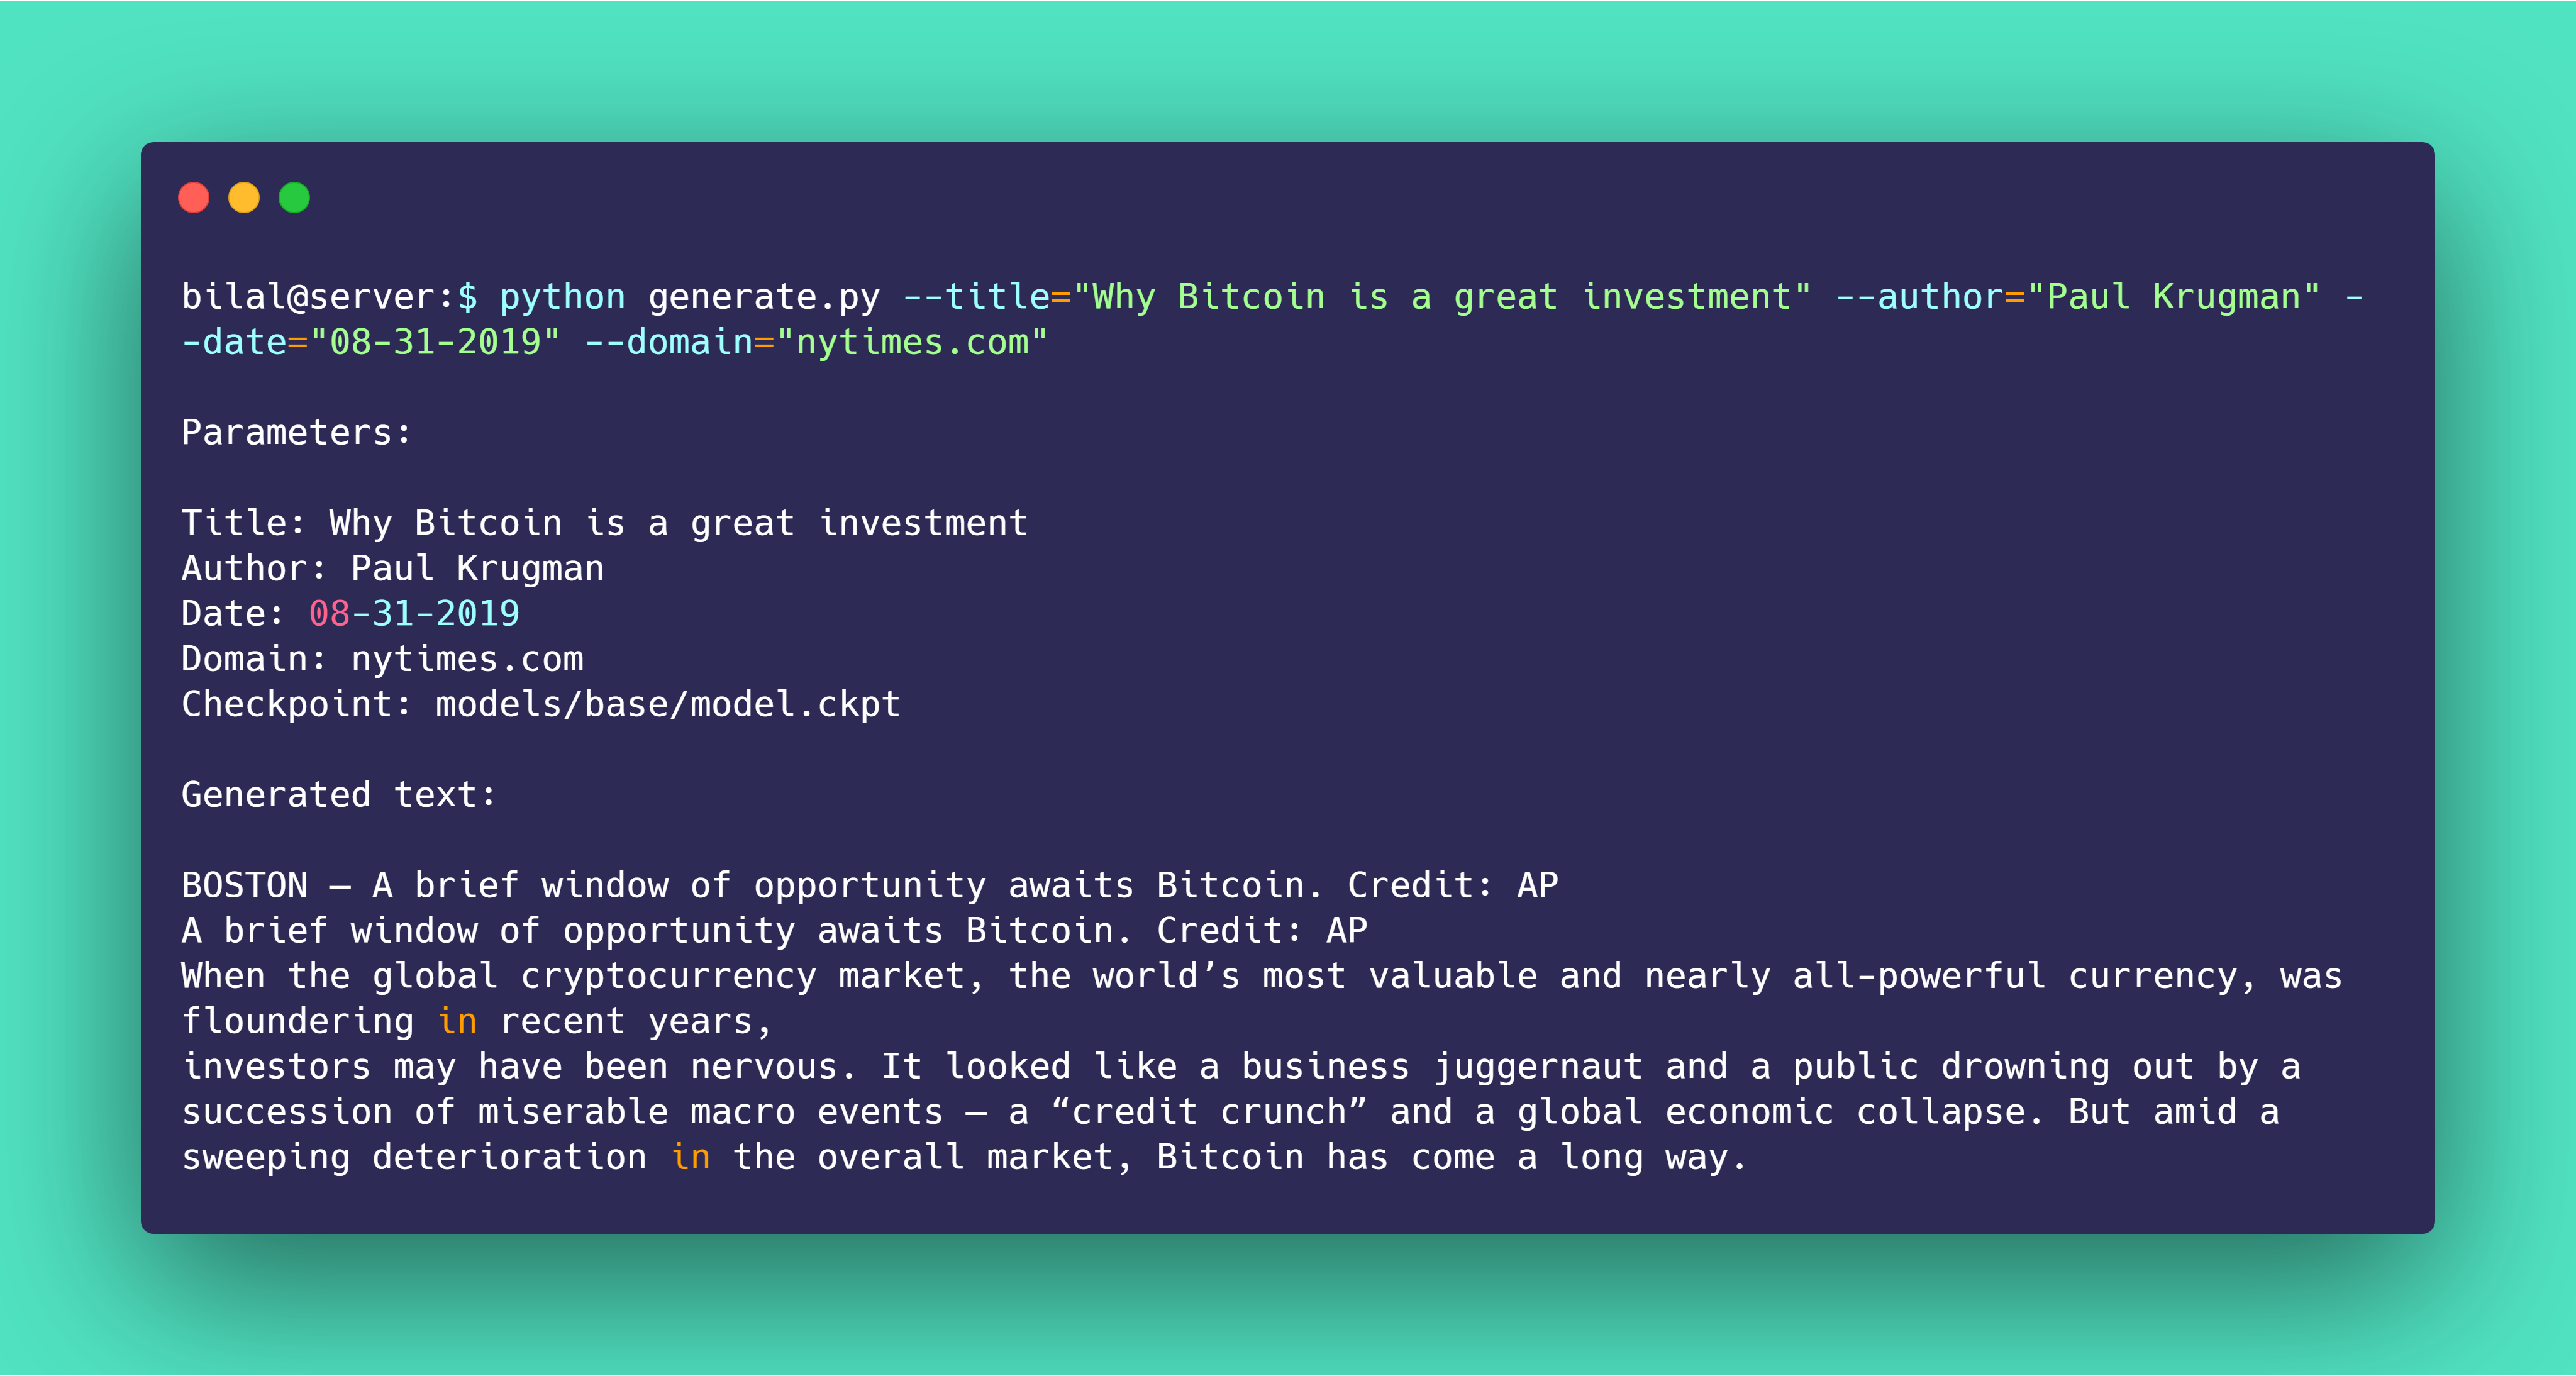 bilal@server:$ python generate.py --title="Why Bitcoin is a great investment" --author="Paul Krugman" -
-date="08-31-2019" --domain="nytimes.com"
Parameters:
Title: Why Bitcoin is a great investment
Author: Paul Krugman
Date: 08-31-2019
Domain: nytimes.com
Checkpoint: models/base/model.ckpt
Generated text:
BOSTON — A brief window of opportunity awaits Bitcoin. Credit: AP
A brief window of opportunity awaits Bitcoin. Credit: AP
When the global cryptocurrency market, the world’s most valuable and nearly all-powerful currency, was
floundering in recent years,
investors may have been nervous. It looked like a business juggernaut and a public drowning out by a
succession of miserable macro events — a “credit crunch” and a global economic collapse. But amid a
sweeping deterioration in the overall market, Bitcoin has come a long way.